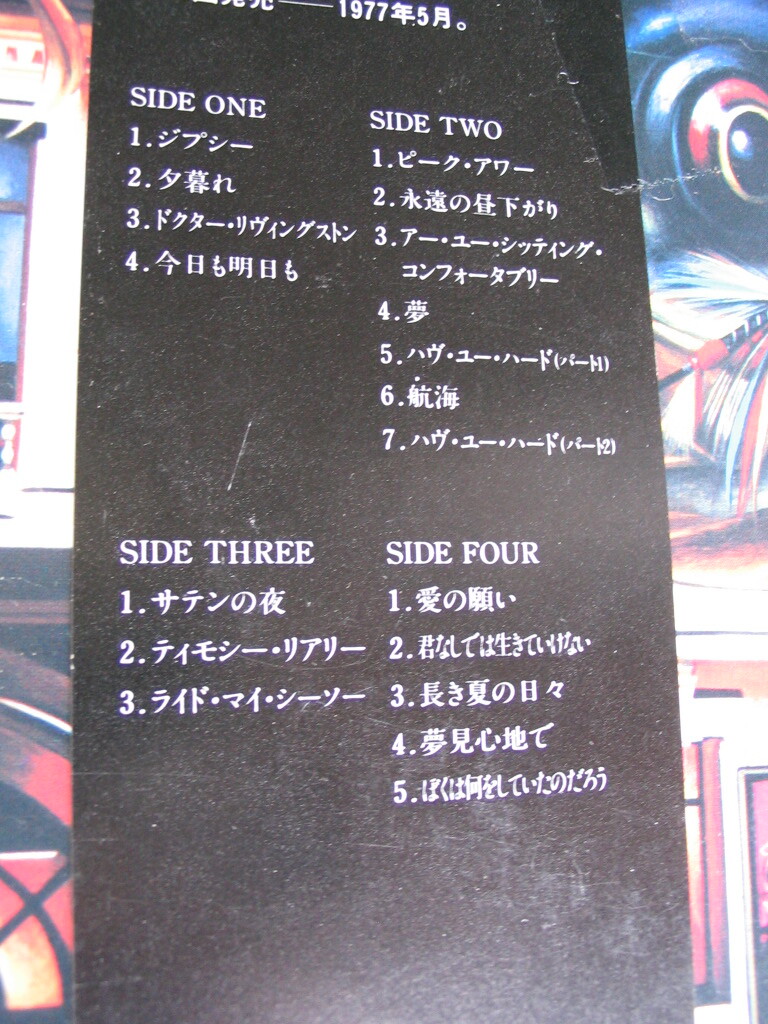 ――1977年5月。
SIDE ONE
1.ジプシー
2.夕暮れ
3.ドクター・リヴィングストン
4.今日も明日も
SIDE TWO
1.ピーク・アワー
2.永遠の昼下がり
3.アー・ユー・シッティング・
コンフォータブリー
4.夢
5.ハヴ・ユー・ハード(パート1)
6.航海
7.ハヴ・ユー・ハード(パート2)
SIDE THREE
1.サテンの夜
2.ティモシー・リアリー
3.ライド・マイ・シーソー
SIDE FOUR
1.愛の願い
2.君なしでは生きていけない
3.長き夏の日々
4.夢見心地で
5.ぼくは何をしていたのだろう